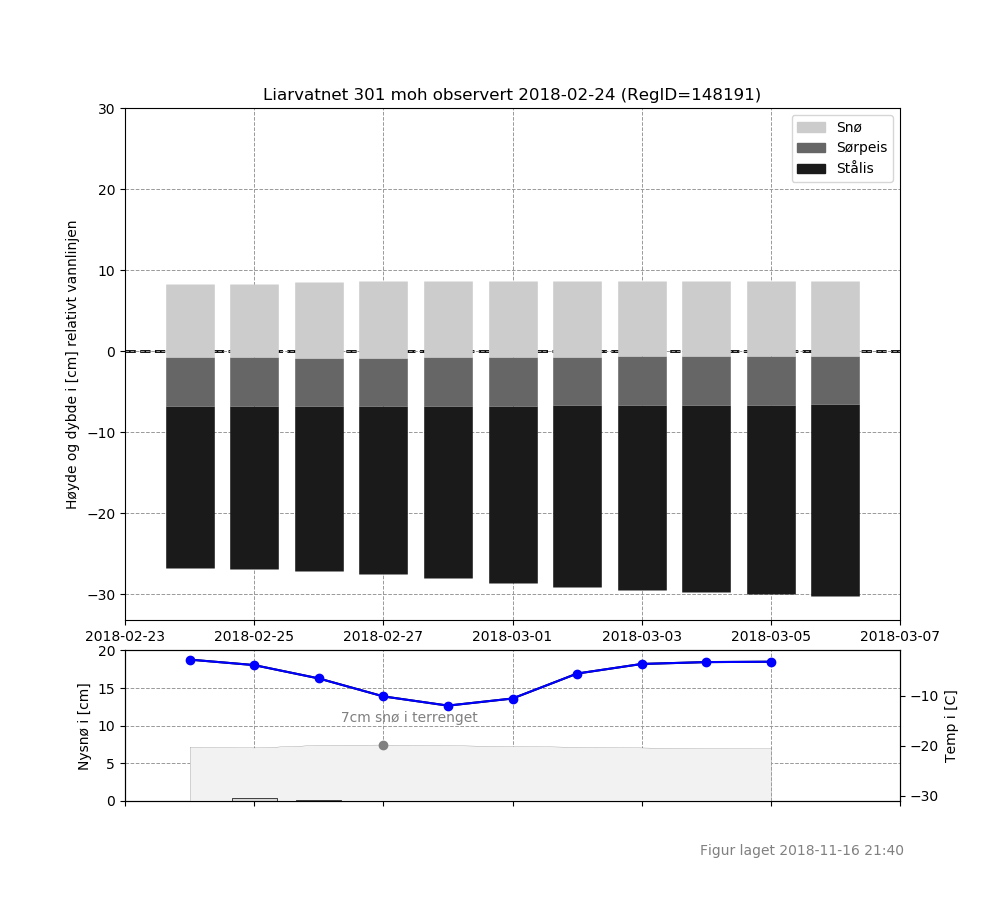 Liarvatnet 301 moh observert 2018-02-24 (RegID=148191)
Høyde og dybde i [cm] relativt vannlinjen
30
20
10
0
−10
−20
−30
Snø
Sørpeis
Stålis
2018-02-23 2018-02-25 2018-02-27 2018-03-01 2018-03-03 2018-03-05 2018-03-07
Nysnø i [cm]
20
15
10
5
0
7cm snø i terrenget
−10
−20
−30
Temp i [C]
Figur laget 2018-11-16 21:40